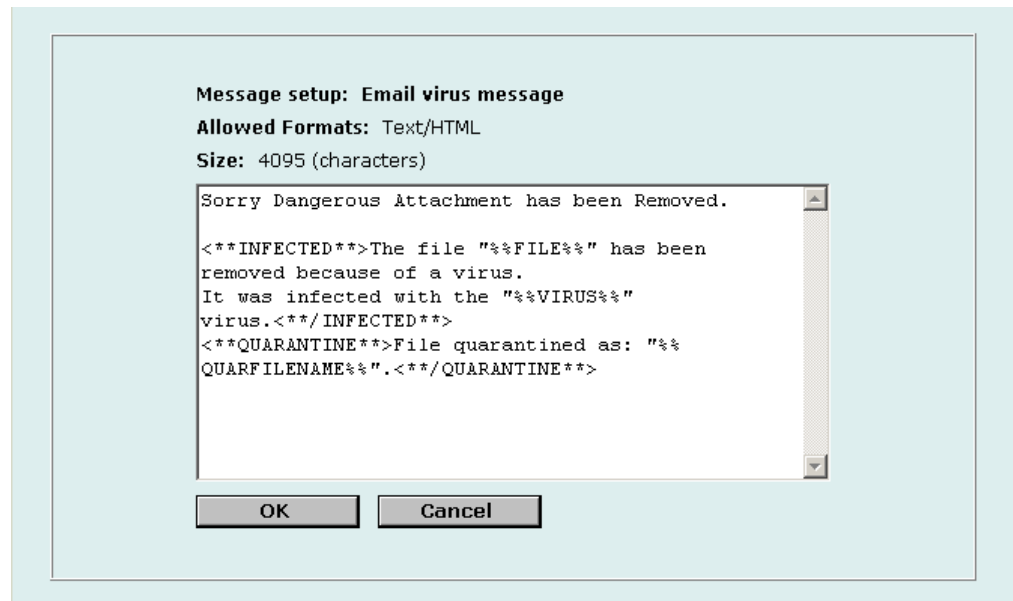 Message setup: Email virus message
Allowed Formats: Text/HTML
Size: 4095 (characters)
Sorry Dangerous Attachment has been Removed.
<**INFECTED**>The file "%%FILE%%" has been
removed because of a virus.
It was infected with the "%%VIRUS%%"
virus.<**/INFECTED**>
<**QUARANTINE**>File quarantined as: "%%
QUARFILENAME%%".<**/QUARANTINE**>
OK Cancel